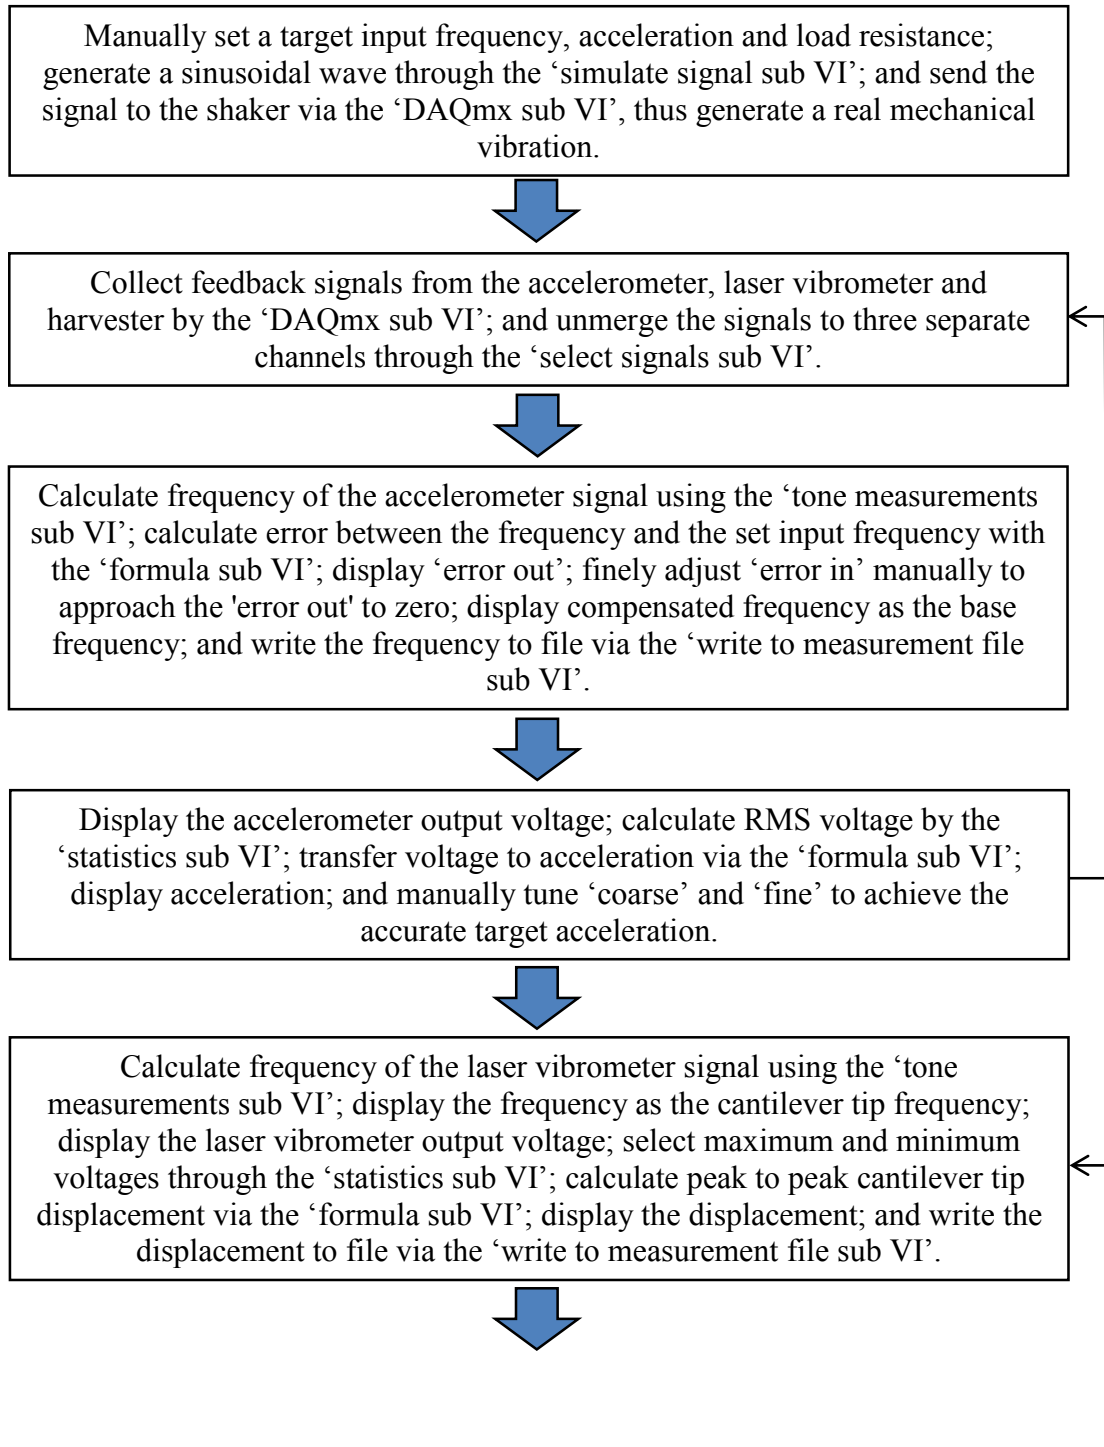 Manually set a target input frequency, acceleration and load resistance;
generate a sinusoidal wave through the ‘simulate signal sub VI’; and send the
signal to the shaker via the ‘DAQmx sub VI’, thus generate a real mechanical
vibration.
Collect feedback signals from the accelerometer, laser vibrometer and
harvester by the ‘DAQmx sub VI’; and unmerge the signals to three separate
channels through the ‘select signals sub VI’.
Calculate frequency of the accelerometer signal using the ‘tone measurements
sub VI’; calculate error between the frequency and the set input frequency with
the ‘formula sub VI’; display ‘error out’; finely adjust ‘error in’ manually to
approach the 'error out' to zero; display compensated frequency as the base
frequency; and write the frequency to file via the ‘write to measurement file
sub VI’.
Display the accelerometer output voltage; calculate RMS voltage by the
‘statistics sub VI’; transfer voltage to acceleration via the ‘formula sub VI’;
display acceleration; and manually tune ‘coarse’ and ‘fine’ to achieve the
accurate target acceleration.
Calculate frequency of the laser vibrometer signal using the ‘tone
measurements sub VI’; display the frequency as the cantilever tip frequency;
display the laser vibrometer output voltage; select maximum and minimum
voltages through the ‘statistics sub VI’; calculate peak to peak cantilever tip
displacement via the ‘formula sub VI’; display the displacement; and write the
displacement to file via the ‘write to measurement file sub VI’.